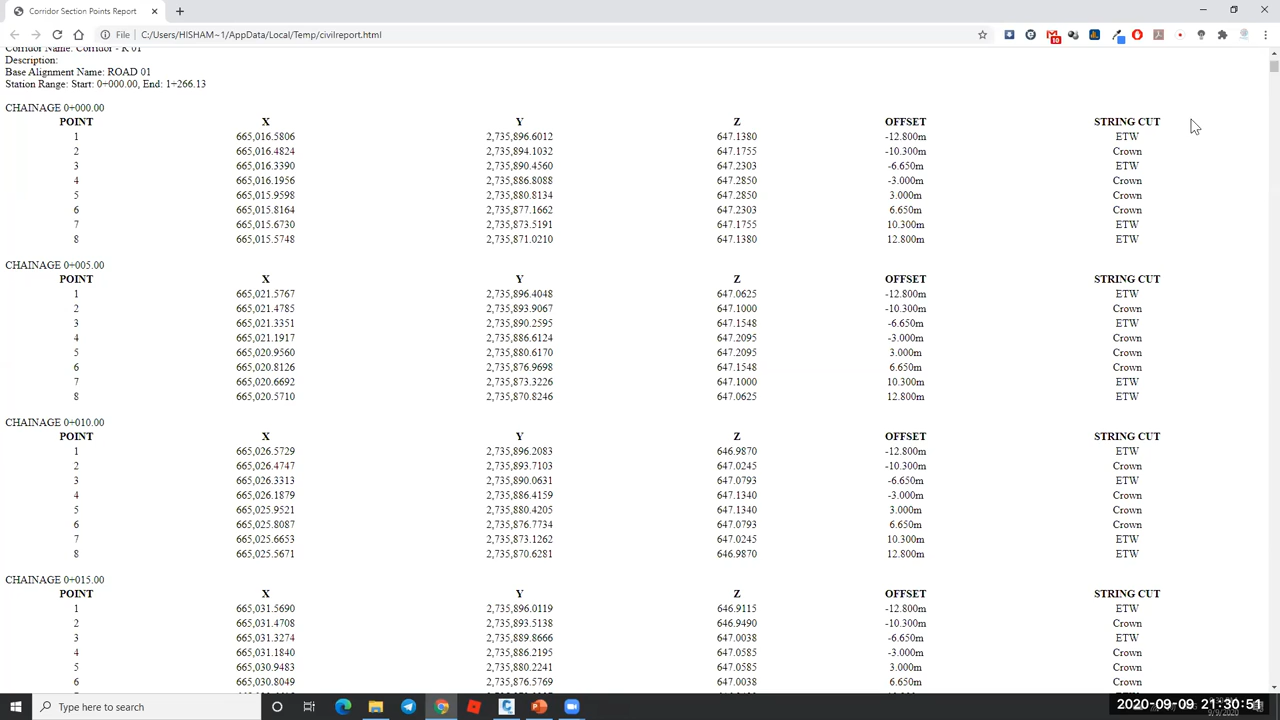 Corridor Section Points Report
File C:/Users/HISHAM~1/AppData/Local/Temp/civilreport.html
10
Corridor Name: Corridor - R 01
Description:
Base Alignment Name: ROAD 01
Station Range: Start: 0+000.00, End: 1+266.13
CHAINAGE 0+000.00
POINT X Y Z OFFSET STRING CUT
1 665,016.5806 2,735,896.6012 647.1380 -12.800m ETW
2 665,016.4824 2,735,894.1032 647.1755 -10.300m Crown
3 665,016.3390 2,735,890.4560 647.2303 -6.650m ETW
4 665,016.1956 2,735,886.8088 647.2850 -3.000m Crown
5 665,015.9598 2,735,880.8134 647.2850 3.000m Crown
6 665,015.8164 2,735,877.1662 647.2303 6.650m Crown
7 665,015.6730 2,735,873.5191 647.1755 10.300m ETW
8 665,015.5748 2,735,871.0210 647.1380 12.800m ETW
CHAINAGE 0+005.00
POINT X Y Z OFFSET STRING CUT
1 665,021.5767 2,735,896.4048 647.0625 -12.800m ETW
2 665,021.4785 2,735,893.9067 647.1000 -10.300m Crown
3 665,021.3351 2,735,890.2595 647.1548 -6.650m ETW
4 665,021.1917 2,735,886.6124 647.2095 -3.000m Crown
5 665,020.9560 2,735,880.6170 647.2095 3.000m Crown
6 665,020.8126 2,735,876.9698 647.1548 6.650m Crown
7 665,020.6692 2,735,873.3226 647.1000 10.300m ETW
8 665,020.5710 2,735,870.8246 647.0625 12.800m ETW
CHAINAGE 0+010.00
POINT X Y Z OFFSET STRING CUT
1 665,026.5729 2,735,896.2083 646.9870 -12.800m ETW
2 665,026.4747 2,735,893.7103 647.0245 -10.300m Crown
3 665,026.3313 2,735,890.0631 647.0793 -6.650m ETW
4 665,026.1879 2,735,886.4159 647.1340 -3.000m Crown
5 665,025.9521 2,735,880.4205 647.1340 3.000m Crown
6 665,025.8087 2,735,876.7734 647.0793 6.650m Crown
7 665,025.6653 2,735,873.1262 647.0245 10.300m ETW
8 665,025.5671 2,735,870.6281 646.9870 12.800m ETW
CHAINAGE 0+015.00
POINT X Y Z OFFSET STRING CUT
1 665,031.5690 2,735,896.0119 646.9115 -12.800m ETW
2 665,031.4708 2,735,893.5138 646.9490 -10.300m Crown
3 665,031.3274 2,735,889.8666 647.0038 -6.650m ETW
4 665,031.1840 2,735,886.2195 647.0585 -3.000m Crown
5 665,030.9483 2,735,880.2241 647.0585 3.000m Crown
6 665,030.8049 2,735,876.5769 647.0038 6.650m Crown
Type here to search
2020-09-09 21:30:51